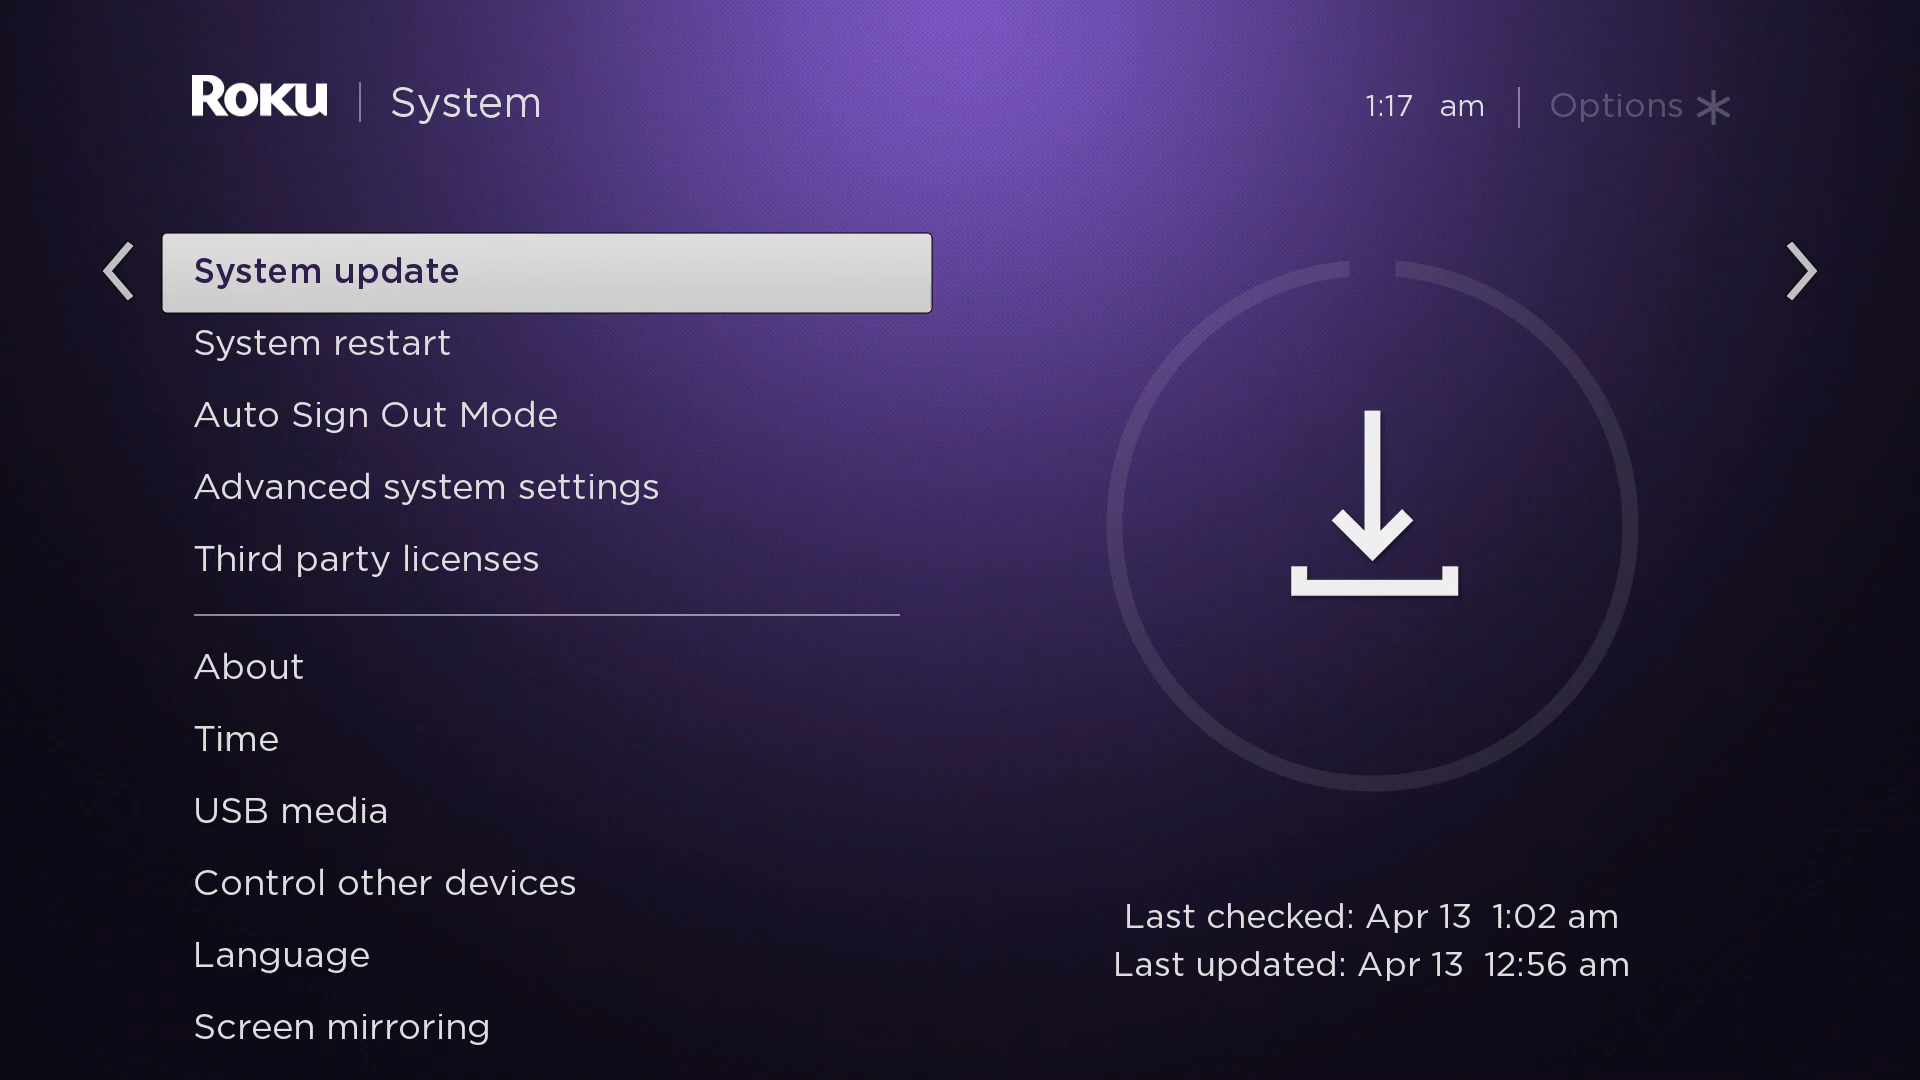 Roku | System
1:17 am | Options
System update
System restart
Auto Sign Out Mode
Advanced system settings
Third party licenses
About
Time
USB media
Control other devices
Language
Screen mirroring
Last checked: Apr 13 1:02 am
Last updated: Apr 13 12:56 am